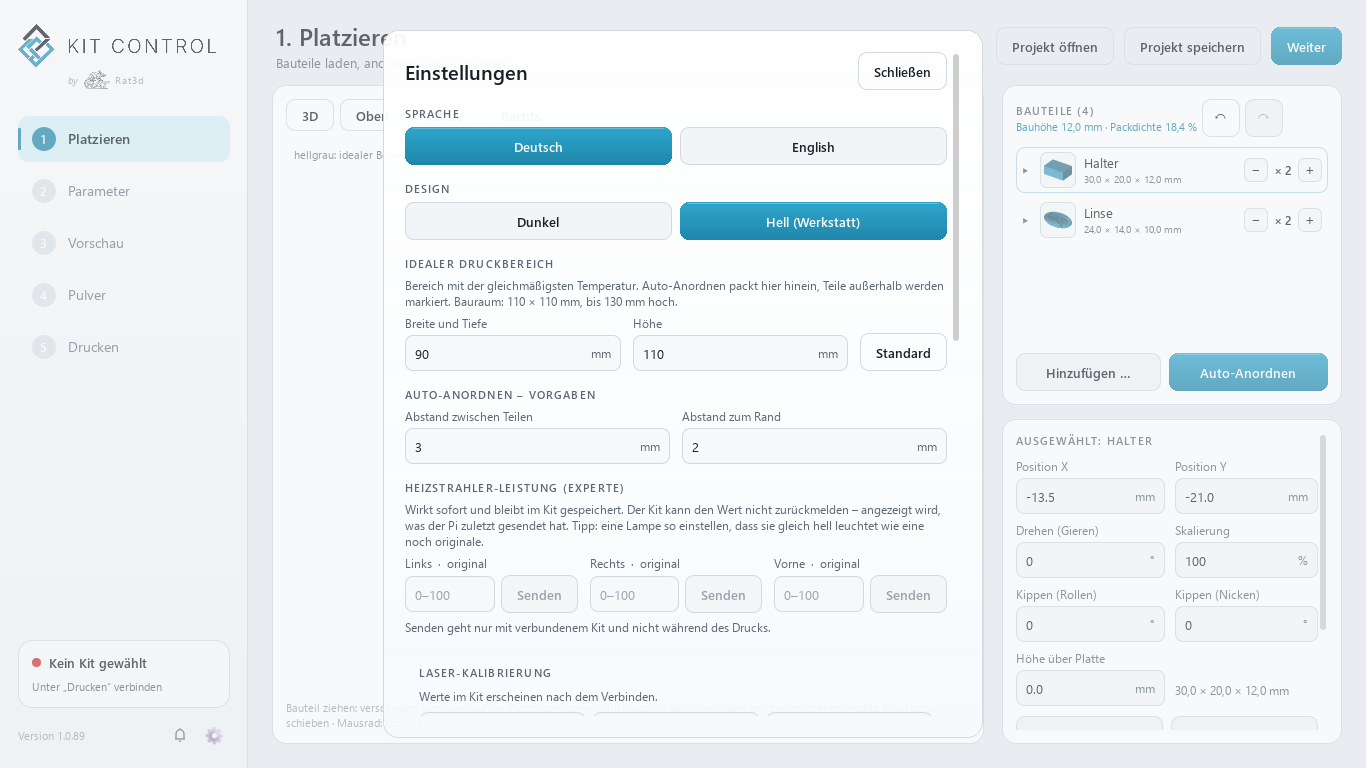 KIT CONTROL
by Rat3d
1 Platzieren
2 Parameter
3 Vorschau
4 Pulver
5 Drucken
Kein Kit gewählt
Unter „Drucken“ verbinden
Version 1.0.89
1. Platzieren
Bauteile laden,
3D
Rechts
hellgrau: idealer
Bauteil ziehen:
schieben · Mausrad:
Einstellungen
Schließen
SPRACHE
Deutsch
English
DESIGN
Dunkel
Hell (Werkstatt)
IDEALER DRUCKBEREICH
Bereich mit der gleichmäßigsten Temperatur. Auto-Anordnen packt hier hinein, Teile außerhalb werden
markiert. Bauraum: 110 × 110 mm, bis 130 mm hoch.
Breite und Tiefe
Höhe
90 mm
110 mm
Standard
AUTO-ANORDNEN – VORGABEN
Abstand zwischen Teilen
Abstand zum Rand
3 mm
2 mm
HEIZSTRAHLER-LEISTUNG (EXPERTE)
Wirkt sofort und bleibt im Kit gespeichert. Der Kit kann den Wert nicht zurückmelden – angezeigt wird,
was der Pi zuletzt gesendet hat. Tipp: eine Lampe so einstellen, dass sie gleich hell leuchtet wie eine
noch originale.
Links · original
Rechts · original
Vorne · original
0–100
Senden
0–100
Senden
0–100
Senden
Senden geht nur mit verbundenem Kit und nicht während des Drucks.
LASER-KALIBRIERUNG
Werte im Kit erscheinen nach dem Verbinden.
Projekt öffnen
Projekt speichern
Weiter
BAUTEILE (4)
Bauhöhe 12,0 mm · Packdichte 18,4 %
Halter
30,0 × 20,0 × 12,0 mm
− × 2 +
Linse
24,0 × 14,0 × 10,0 mm
− × 2 +
Hinzufügen ...
Auto-Anordnen
AUSGEWÄHLT: HALTER
Position X
Position Y
-13.5 mm
-21.0 mm
Drehen (Gieren)
Skalierung
0 °
100 %
Kippen (Rollen)
Kippen (Nicken)
0 °
0 °
Höhe über Platte
0.0 mm
30,0 × 20,0 × 12,0 mm